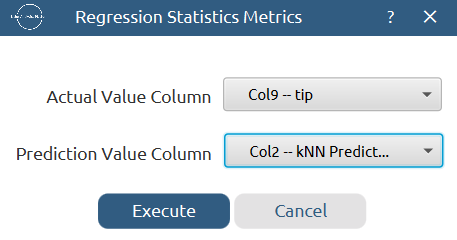 Regression Statistics Metrics ? ×
Actual Value Column Col9 -- tip
Prediction Value Column Col2 -- kNN Predict...
Execute Cancel